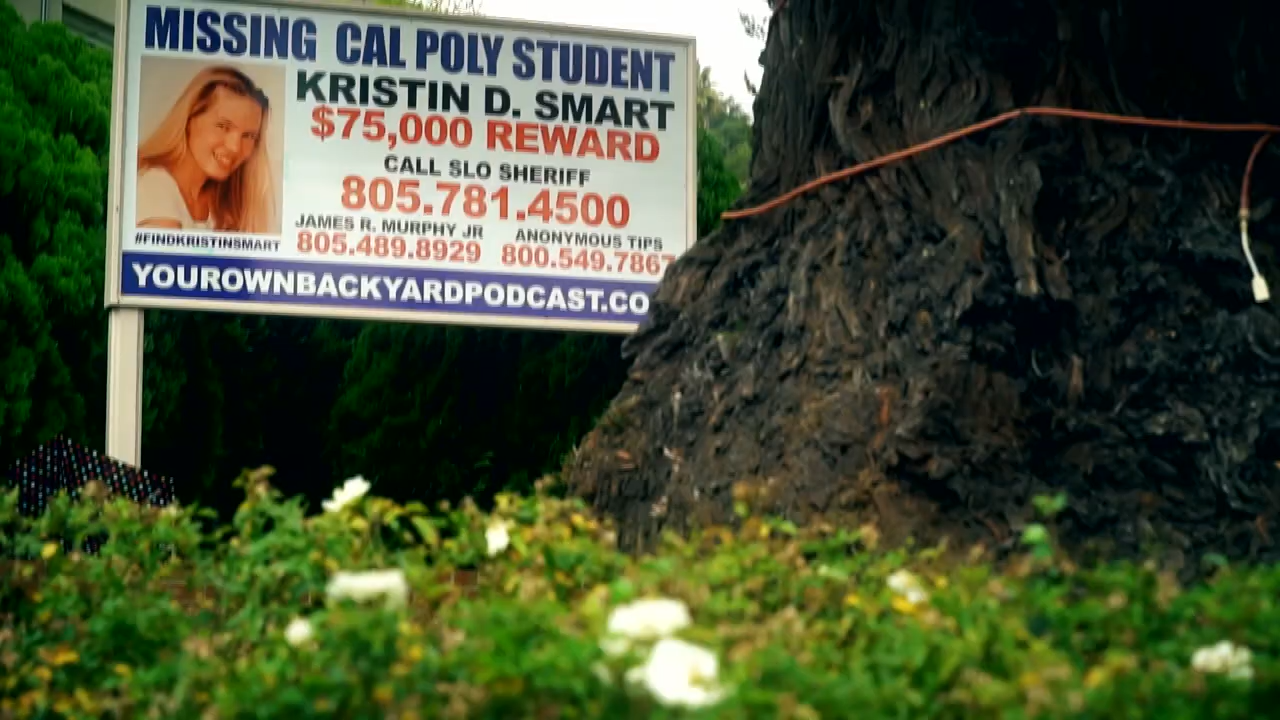 MISSING CAL POLY STUDENT
KRISTIN D. SMART
$75,000 REWARD
CALL SLO SHERIFF
805.781.4500
JAMES R. MURPHY JR
805.489.8929
ANONYMOUS TIPS
800.549.7867
#FINDKRISTINSMART
YOUROWNBACKYARDPODCAST.CO